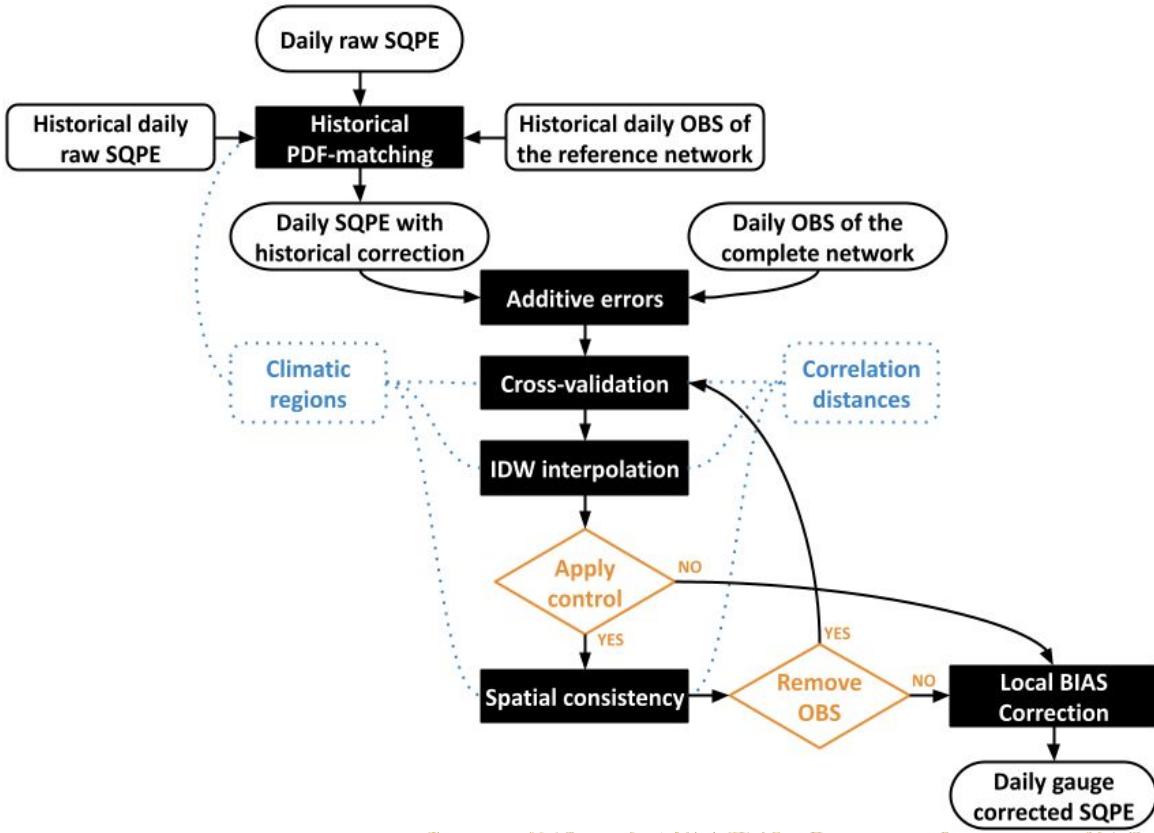 Daily raw SQPE
Historical daily
raw SQPE
Historical
PDF-matching
Historical daily OBS of
the reference network
Daily SQPE with
historical correction
Daily OBS of the
complete network
Additive errors
Climatic
regions
Cross-validation
Correlation
distances
IDW interpolation
Apply
control
NO
YES
Spatial consistency
YES
Remove
OBS
NO
Local BIAS
Correction
Daily gauge
corrected SQPE